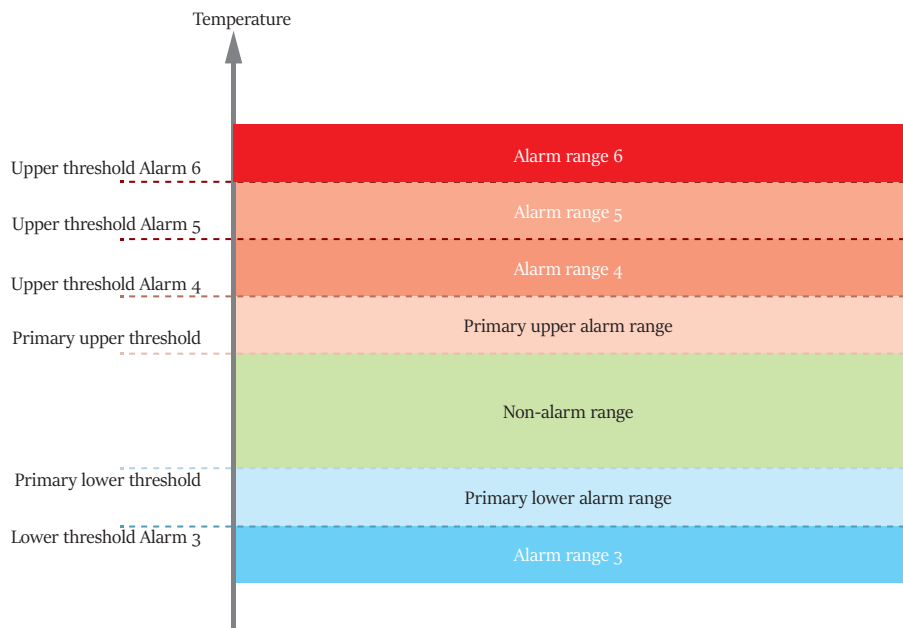 Temperature
Alarm range 6
Upper threshold Alarm 6
Alarm range 5
Upper threshold Alarm 5
Alarm range 4
Upper threshold Alarm 4
Primary upper alarm range
Primary upper threshold
Non-alarm range
Primary lower threshold
Primary lower alarm range
Lower threshold Alarm 3
Alarm range 3